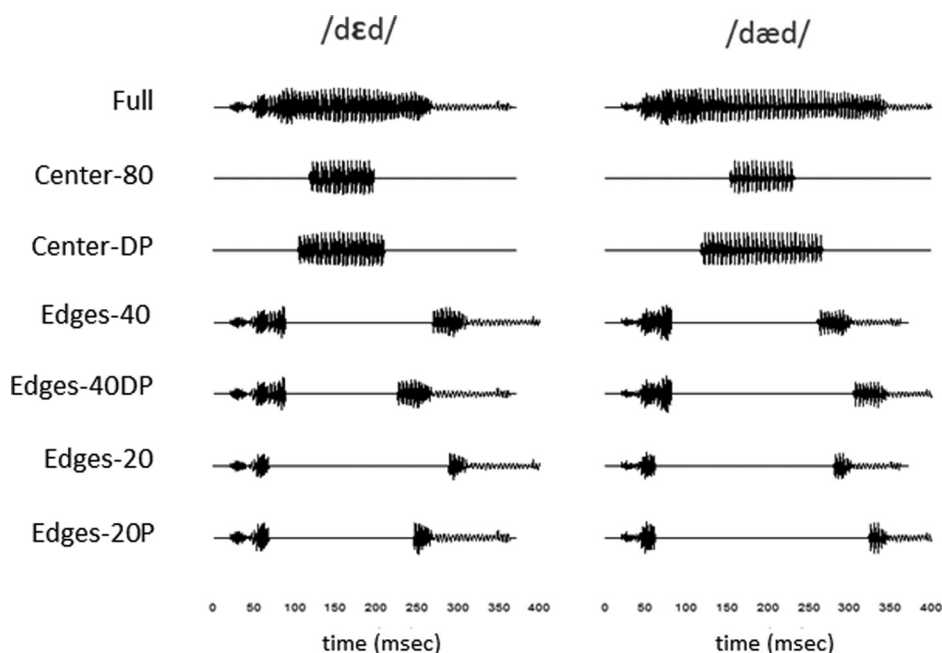 /dɛd/ /dæd/
Full
Center-80
Center-DP
Edges-40
Edges-40DP
Edges-20
Edges-20P
0 50 100 150 200 250 300 350 400 0 50 100 150 200 250 300 350 400
time (msec) time (msec)